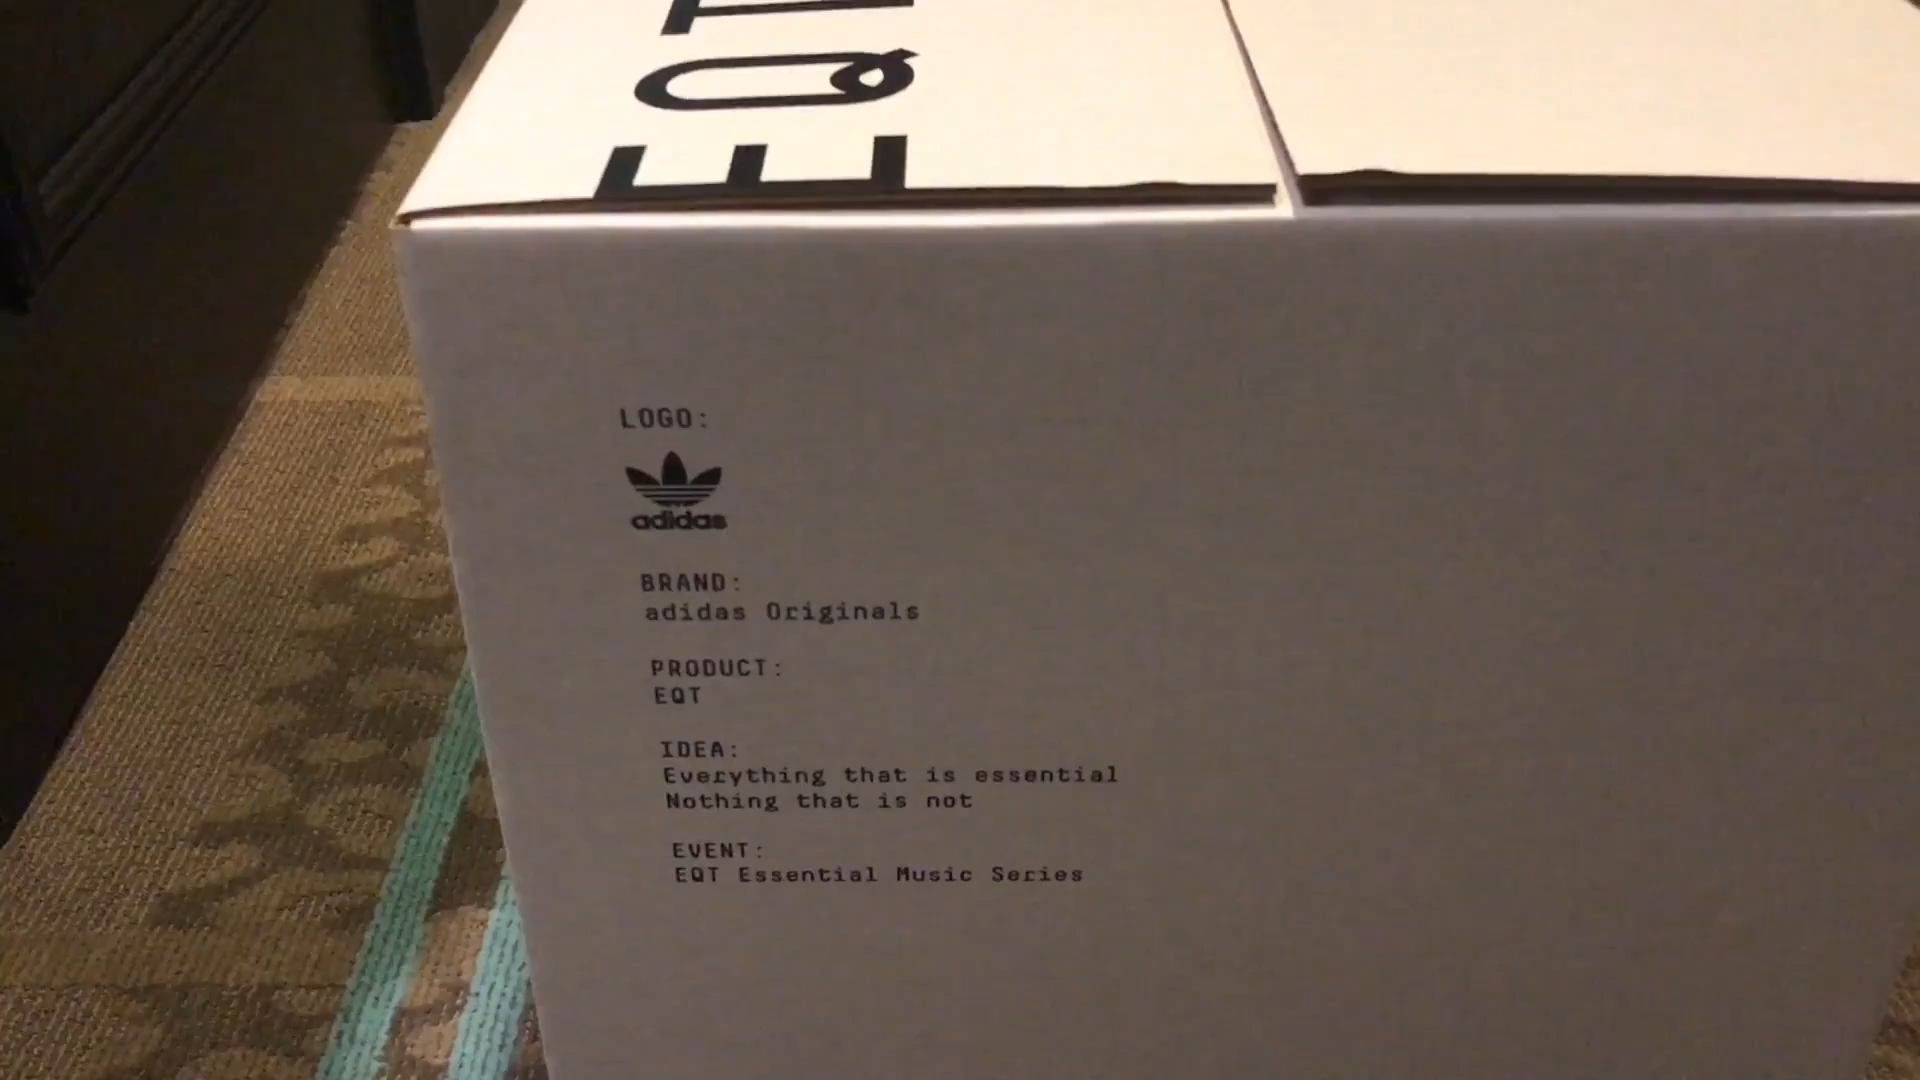 EQT
LOGO:
adidas
BRAND:
adidas Originals
PRODUCT:
EQT
IDEA:
Everything that is essential
Nothing that is not
EVENT:
EQT Essential Music Series